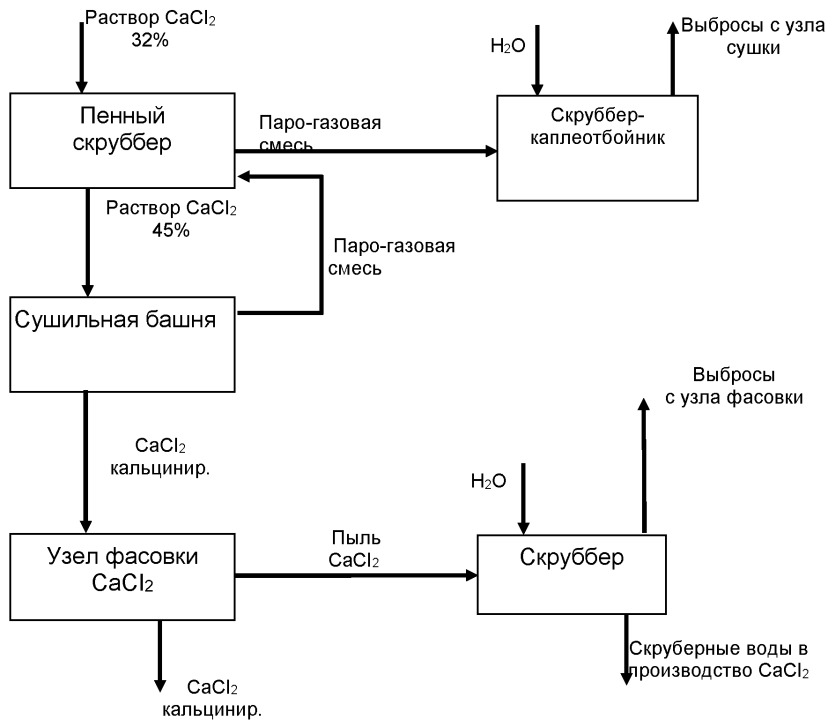 Раствор CaCl₂
32%
H₂O
Выбросы с узла
сушки
Пенный
скруббер
Паро-газовая
смесь
Скруббер-
каплеотбойник
Раствор CaCl₂
45%
Паро-газовая
смесь
Сушильная башня
Выбросы
с узла фасовки
CaCl₂
кальцинир.
H₂O
Узел фасовки
CaCl₂
Пыль
CaCl₂
Скруббер
Скруберные воды в
производство CaCl₂
CaCl₂
кальцинир.